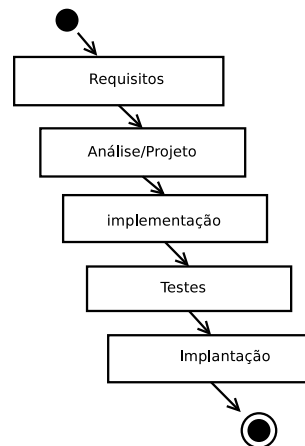 Requisitos
Análise/Projeto
implementação
Testes
Implantação